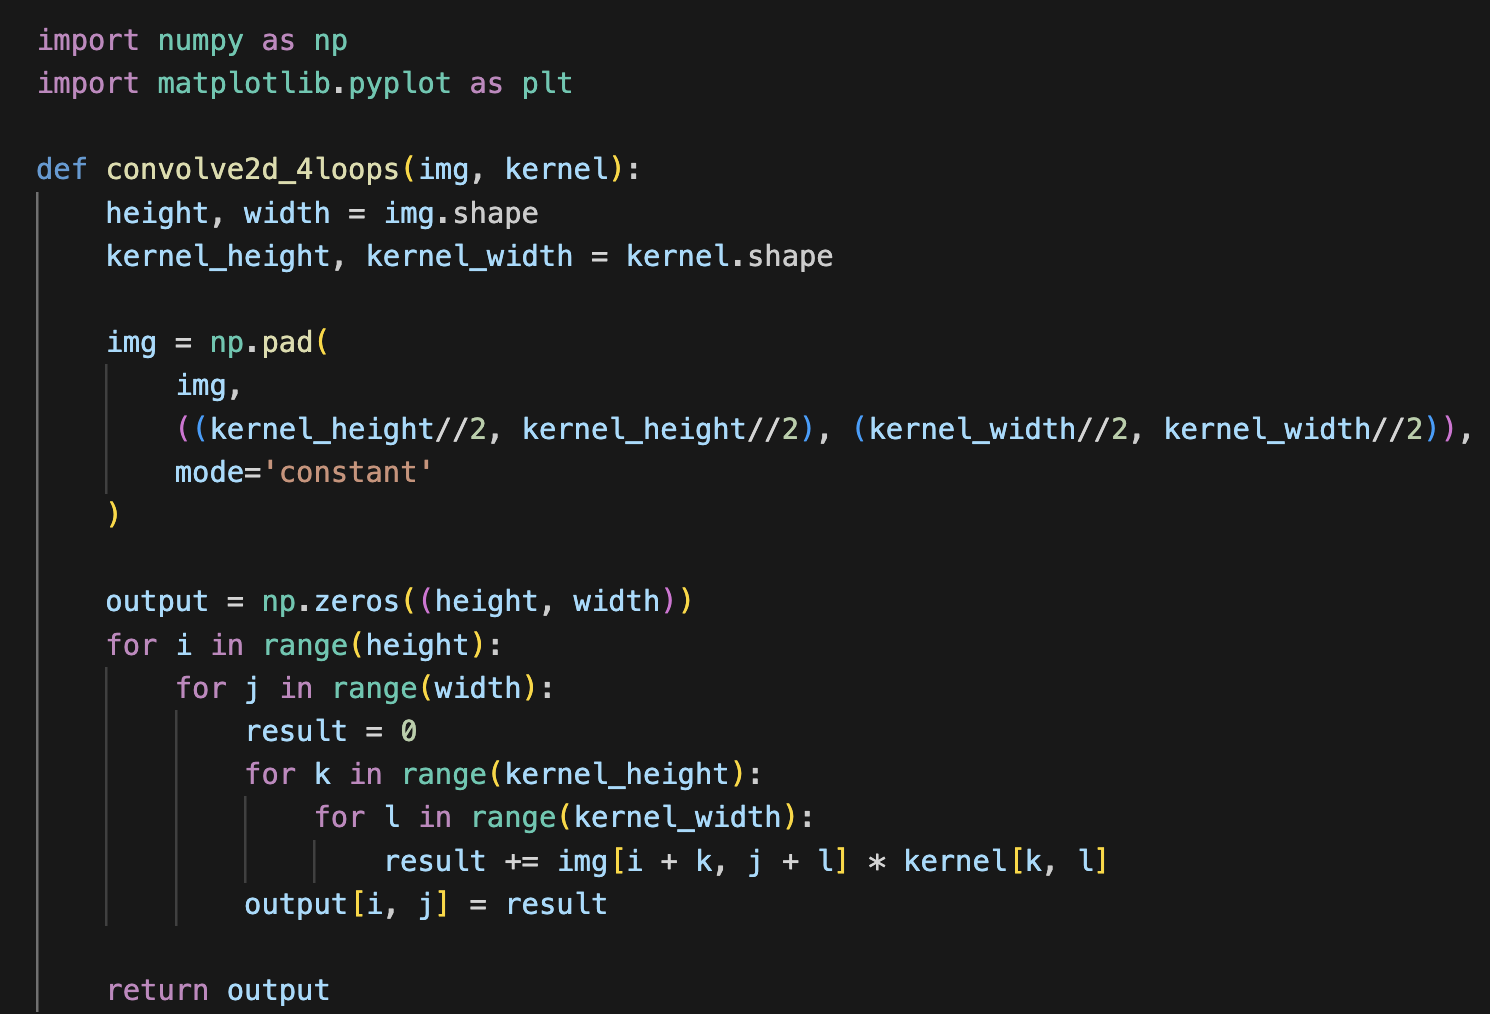 import numpy as np
import matplotlib.pyplot as plt

def convolve2d_4loops(img, kernel):
    height, width = img.shape
    kernel_height, kernel_width = kernel.shape

    img = np.pad(
        img,
        ((kernel_height//2, kernel_height//2), (kernel_width//2, kernel_width//2)),
        mode='constant'
    )

    output = np.zeros((height, width))
    for i in range(height):
        for j in range(width):
            result = 0
            for k in range(kernel_height):
                for l in range(kernel_width):
                    result += img[i + k, j + l] * kernel[k, l]
            output[i, j] = result

    return output